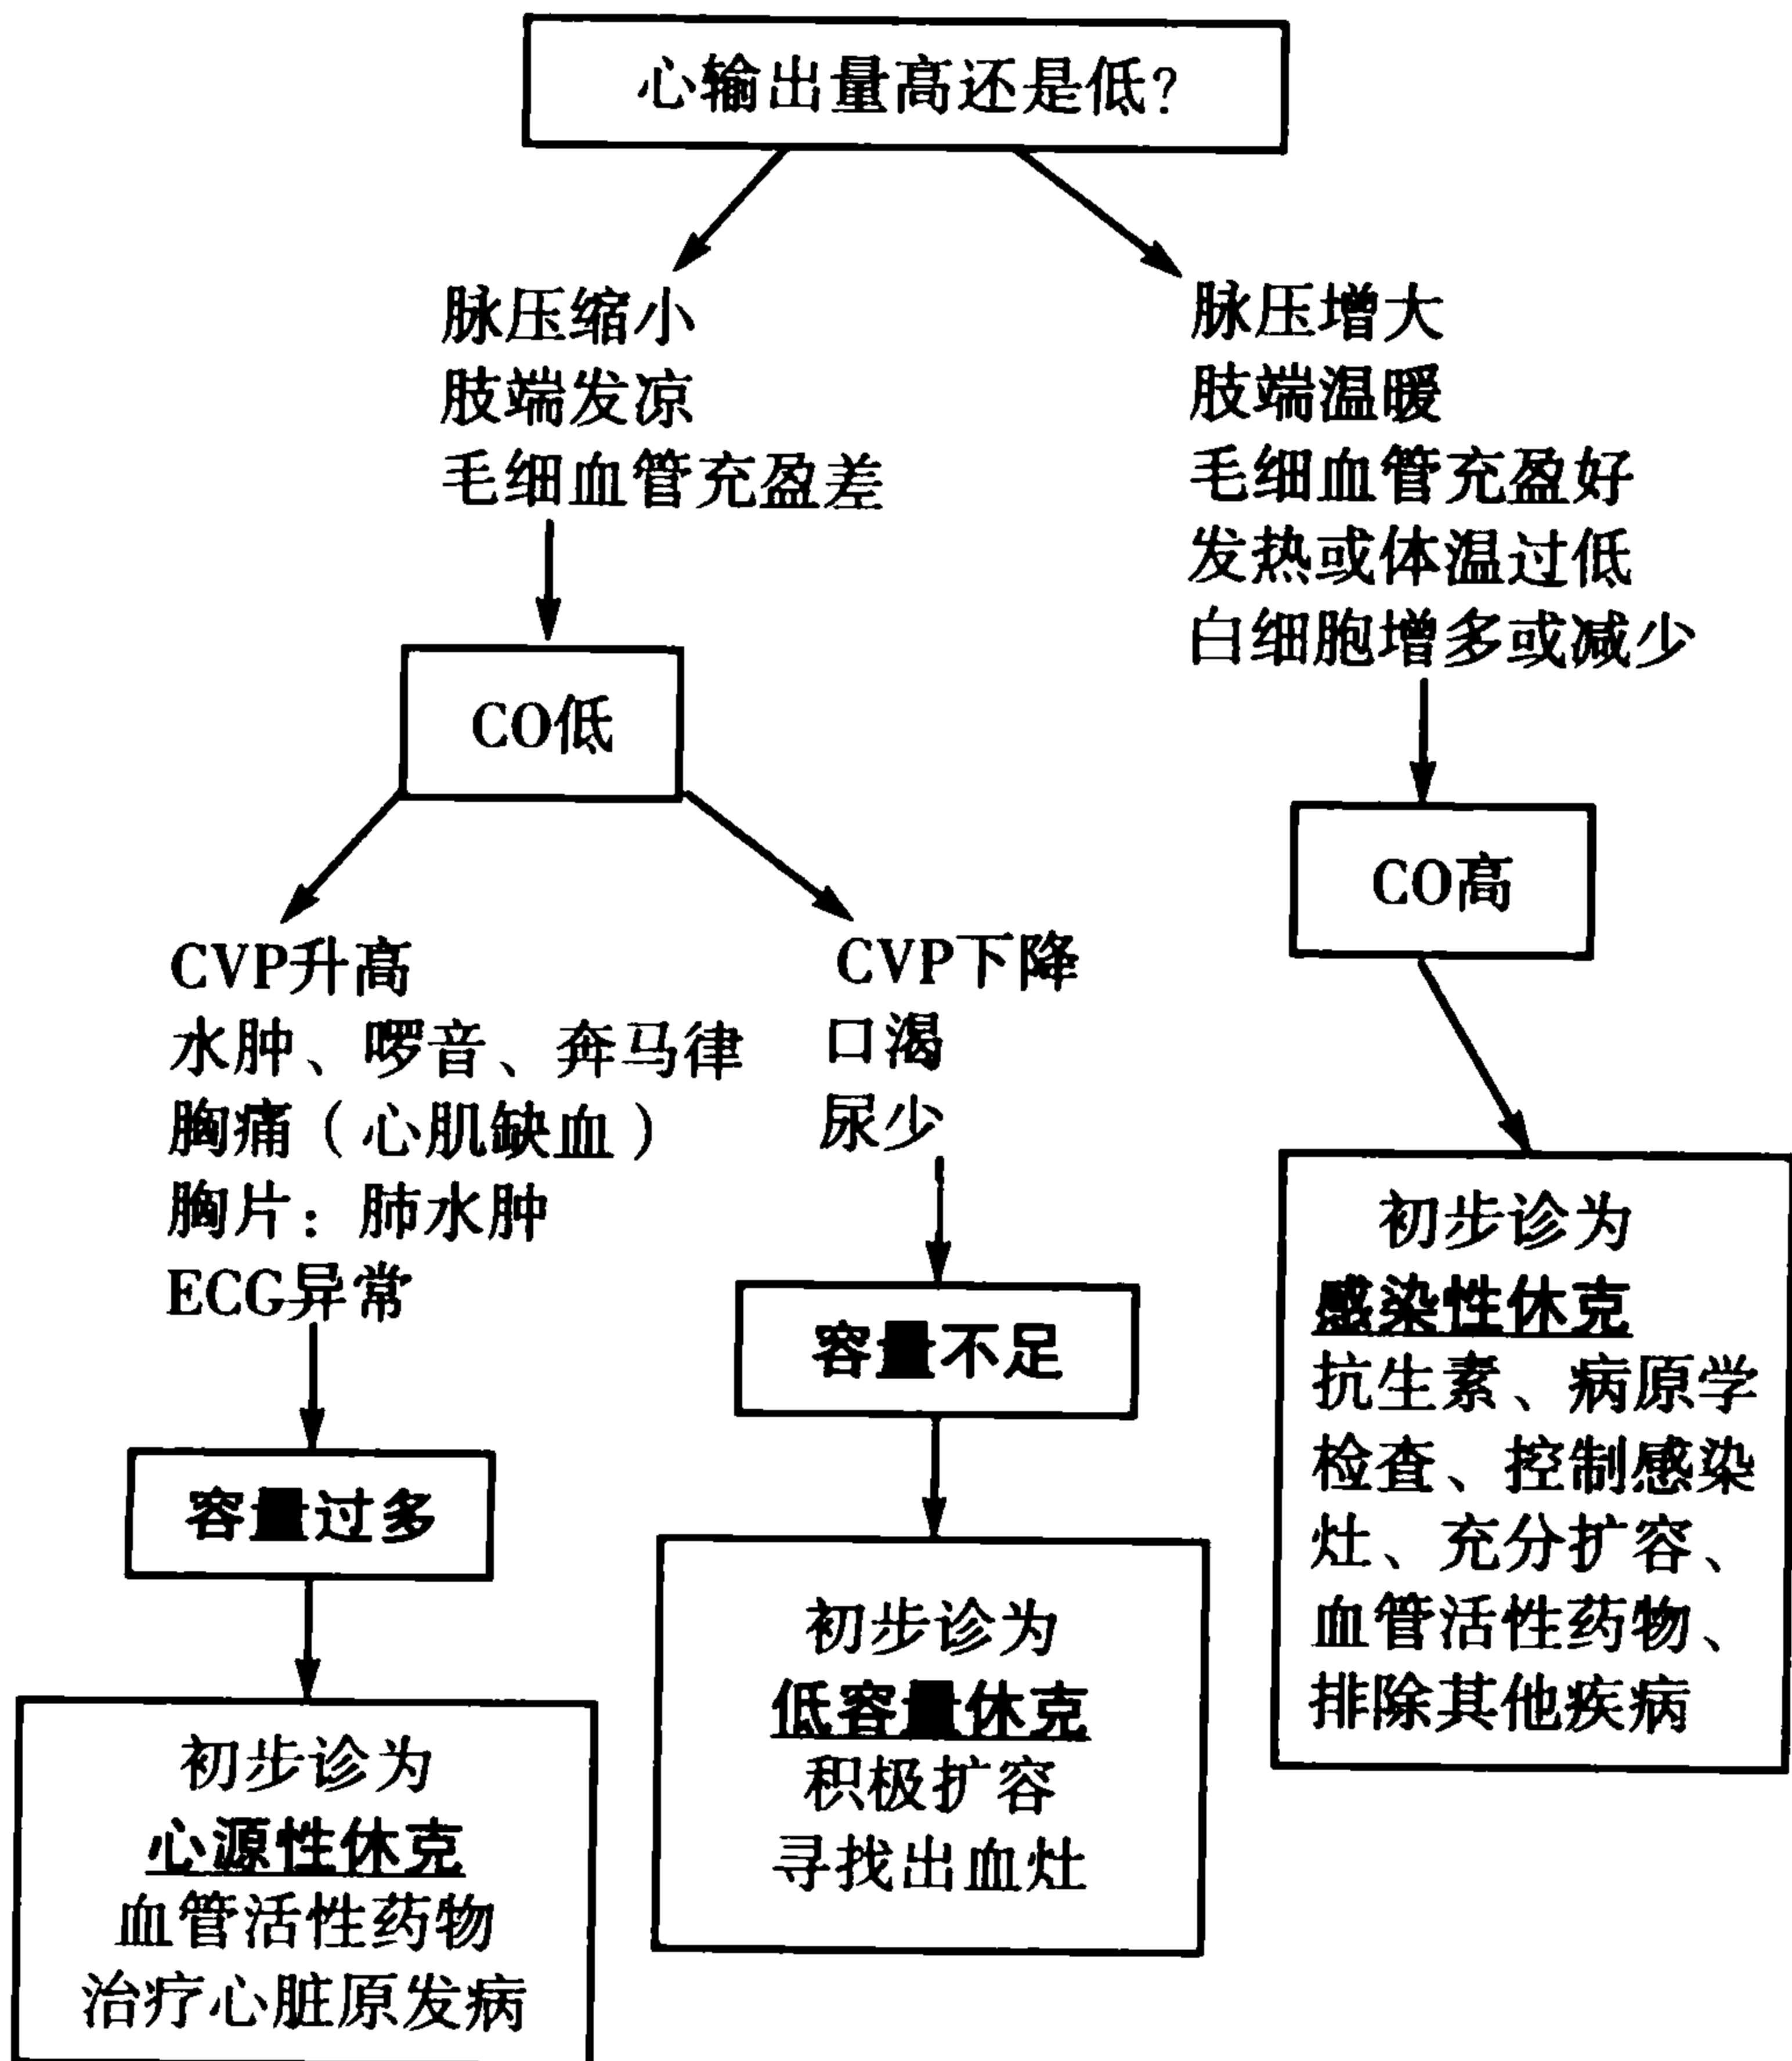 心输出量高还是低?
脉压缩小
肢端发凉
毛细血管充盈差
CO低
CVP升高
水肿、啰音、奔马律
胸痛（心肌缺血）
胸片：肺水肿
ECG异常
容量过多
初步诊为
心源性休克
血管活性药物
治疗心脏原发病
CVP下降
口渴
尿少
容量不足
初步诊为
低容量休克
积极扩容
寻找出血灶
脉压增大
肢端温暖
毛细血管充盈好
发热或体温过低
白细胞增多或减少
CO高
初步诊为
感染性休克
抗生素、病原学
检查、控制感染
灶、充分扩容、
血管活性药物、
排除其他疾病